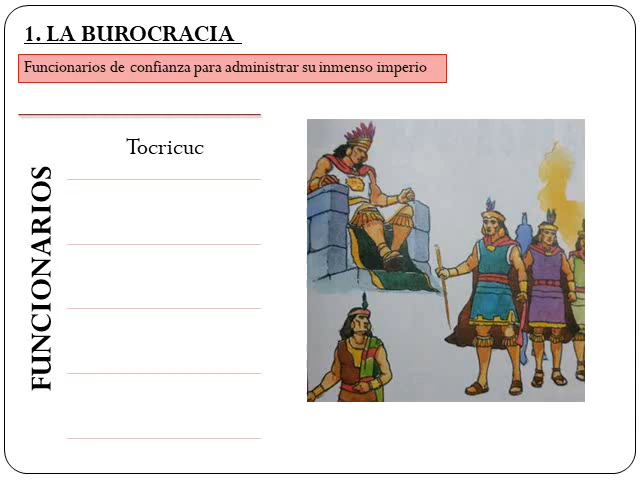 1. LA BUROCRACIA
Funcionarios de confianza para administrar su inmenso imperio
FUNCIONARIOS
Tocricuc